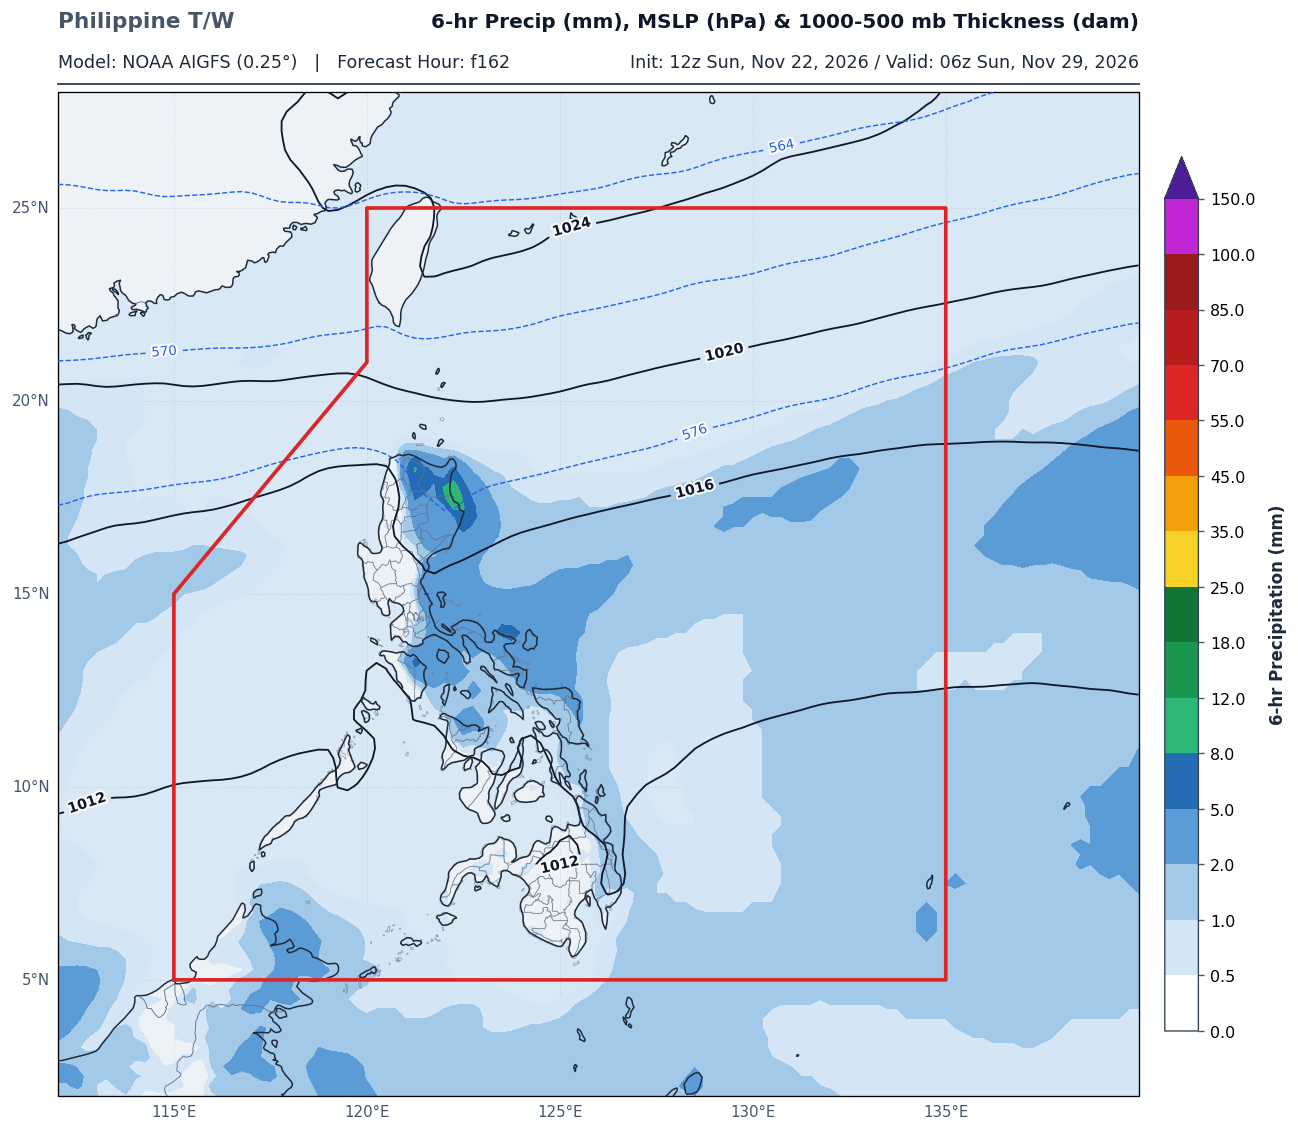 Philippine T/W
6-hr Precip (mm), MSLP (hPa) & 1000-500 mb Thickness (dam)
Model: NOAA AIGFS (0.25°) | Forecast Hour: f162
Init: 12z Sun, Nov 22, 2026 / Valid: 06z Sun, Nov 29, 2026
564
25°N
1024
570
1020
20°N
576
1016
15°N
10°N
1012
1012
5°N
115°E
120°E
125°E
130°E
135°E
150.0
100.0
85.0
70.0
55.0
45.0
35.0
25.0
18.0
12.0
8.0
5.0
2.0
1.0
0.5
0.0
6-hr Precipitation (mm)